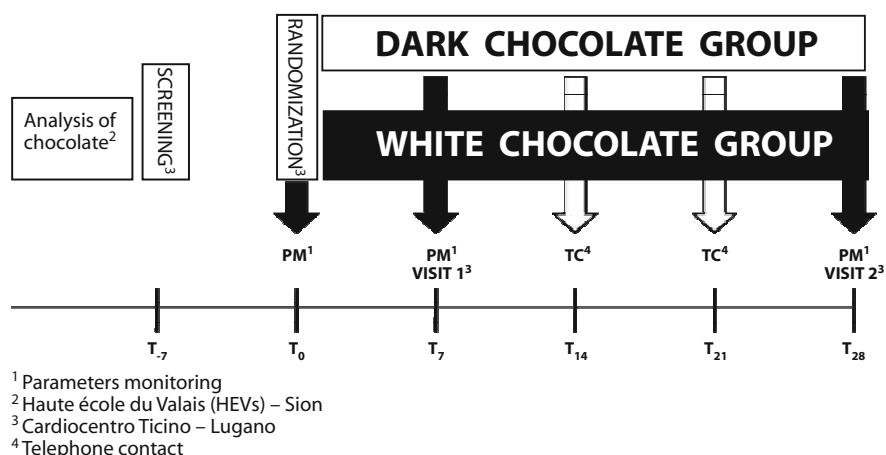 DARK CHOCOLATE GROUP
RANDOMIZATION³
SCREENING³
Analysis of
chocolate²
WHITE CHOCOLATE GROUP
PM¹
PM¹
VISIT 1³
TC⁴
TC⁴
PM¹
VISIT 2³
T₋₇
T₀
T₇
T₁₄
T₂₁
T₂₈
¹ Parameters monitoring
² Haute école du Valais (HEVs) – Sion
³ Cardiocentro Ticino – Lugano
⁴ Telephone contact